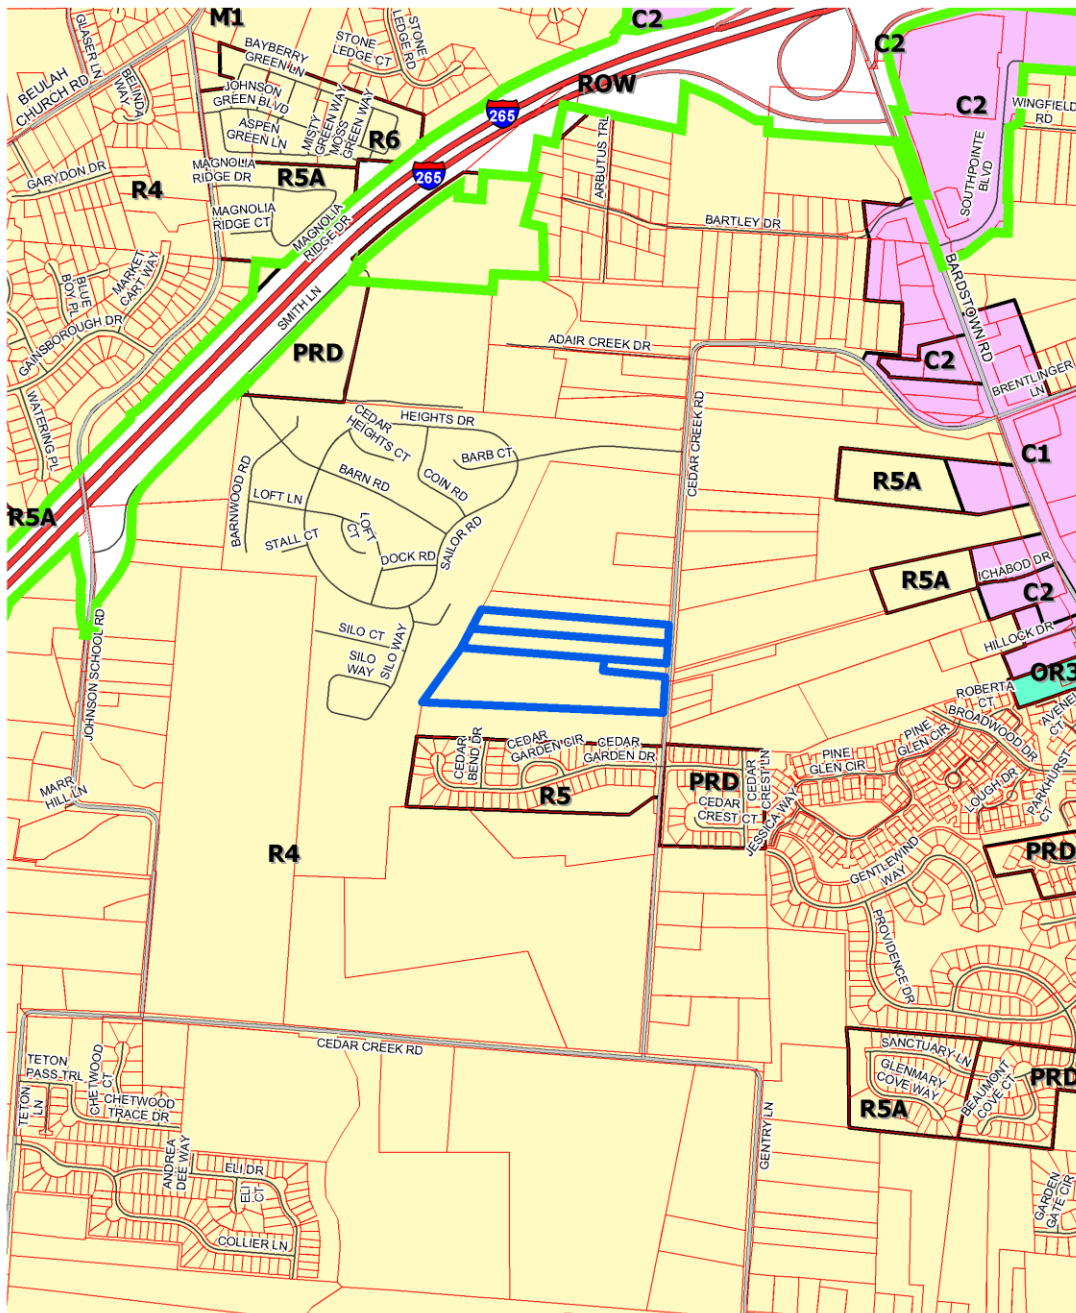 M1
C2
GLASER LN
BEULAH
CHURCH RD
BELINDA
WAY
BAYBERRY
GREEN LN
STONE
LEDGE CT
STONE
LEDGE RD
C2
ROW
C2
WINGFIELD
RD
JOHNSON
GREEN BLVD
ASPEN
GREEN LN
MISTY
GREEN WAY
MOSS
GREEN WAY
R6
265
265
ARBUTUS TRL
SOUTHPOINTE
BLVD
GARYDON DR
R4
MAGNOLIA
RIDGE DR
R5A
MAGNOLIA
RIDGE CT
MAGNOLIA
RIDGE DR
BARTLEY DR
BARDSTOWN RD
BLUE
BOY PL
MARKET
CART WAY
GAINSBOROUGH DR
SMITH LN
PRD
ADAIR CREEK DR
C2
BRENTLINGER
LN
WATERING PL
CEDAR
HEIGHTS CT
HEIGHTS DR
BARB CT
CEDAR CREEK RD
C1
R5A
BARNWOOD RD
BARN RD
COIN RD
LOFT LN
LOFT
CT
STALL CT
DOCK RD
SAILOR RD
R5A
R5A
ICHABOD DR
C2
HILLOCK DR
JOHNSON SCHOOL RD
SILO CT
SILO
WAY
SILO WAY
OR3
ROBERTA
CT
BROADWOOD DR
AVENEL
CT
CEDAR
BEND DR
CEDAR
GARDEN CIR
CEDAR
GARDEN DR
R5
PRD
CEDAR
CREST LN
CEDAR
CREST CT
JESSICA WAY
PINE
GLEN CIR
PINE
GLEN CIR
LOUGH DR
PARKHURST
CT
MARR
HILL LN
R4
GENTLEWIND
WAY
PRD
PROVIDENCE DR
CEDAR CREEK RD
TETON
PASS TRL
CHETWOOD
CT
CHETWOOD
TRACE DR
TETON
LN
SANCTUARY LN
GLENMARY
COVE WAY
BEAUMONT
COVE CT
PRD
R5A
GENTRY LN
ANDREA
DEE WAY
ELI DR
ELI
CT
COLLIER LN
GARDEN
GATE CIR